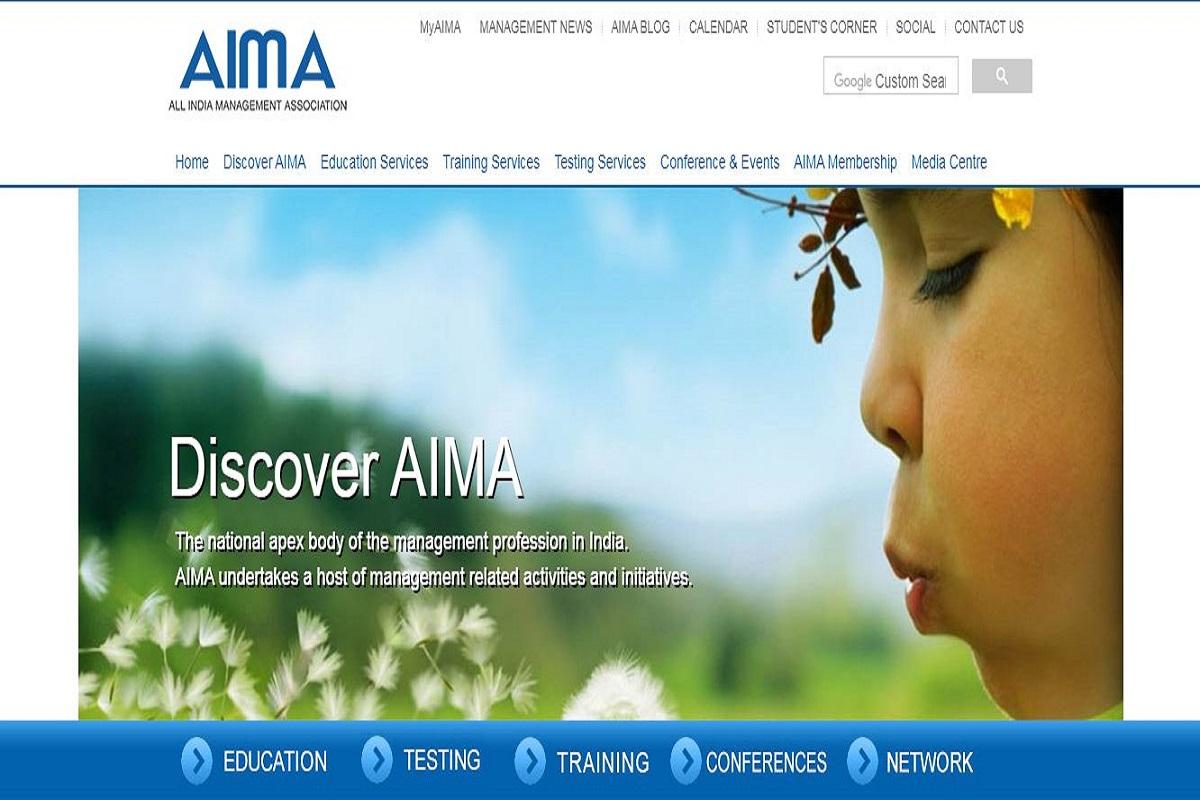 MyAIMA MANAGEMENT NEWS AIMA BLOG CALENDAR STUDENT'S CORNER SOCIAL CONTACT US
AIMA
ALL INDIA MANAGEMENT ASSOCIATION
Google Custom Sear
Home Discover AIMA Education Services Training Services Testing Services Conference & Events AIMA Membership Media Centre
Discover AIMA
The national apex body of the management profession in India.
AIMA undertakes a host of management related activities and initiatives.
EDUCATION TESTING TRAINING CONFERENCES NETWORK